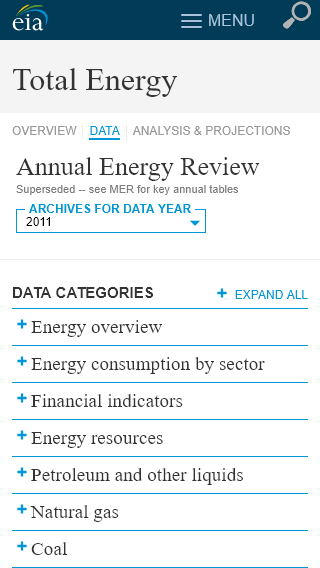 eia
MENU
Total Energy
OVERVIEW DATA ANALYSIS & PROJECTIONS
Annual Energy Review
Superseded -- see MER for key annual tables
ARCHIVES FOR DATA YEAR
2011
DATA CATEGORIES + EXPAND ALL
+ Energy overview
+ Energy consumption by sector
+ Financial indicators
+ Energy resources
+ Petroleum and other liquids
+ Natural gas
+ Coal